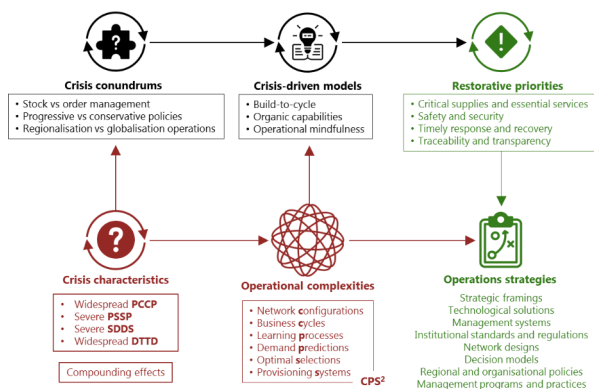 ?
!
Crisis conundrums
• Stock vs order management
• Progressive vs conservative policies
• Regionalisation vs globalisation operations
Crisis-driven models
• Build-to-cycle
• Organic capabilities
• Operational mindfulness
Restorative priorities
• Critical supplies and essential services
• Safety and security
• Timely response and recovery
• Traceability and transparency
?
Crisis characteristics
• Widespread PCCP
• Severe PSSP
• Severe SDDS
• Widespread DTTD
Compounding effects
Operational complexities
• Network configurations
• Business cycles
• Learning processes
• Demand predictions
• Optimal selections
• Provisioning systems
CPS²
Operations strategies
Strategic framings
Technological solutions
Management systems
Institutional standards and regulations
Network designs
Decision models
Regional and organisational policies
Management programs and practices